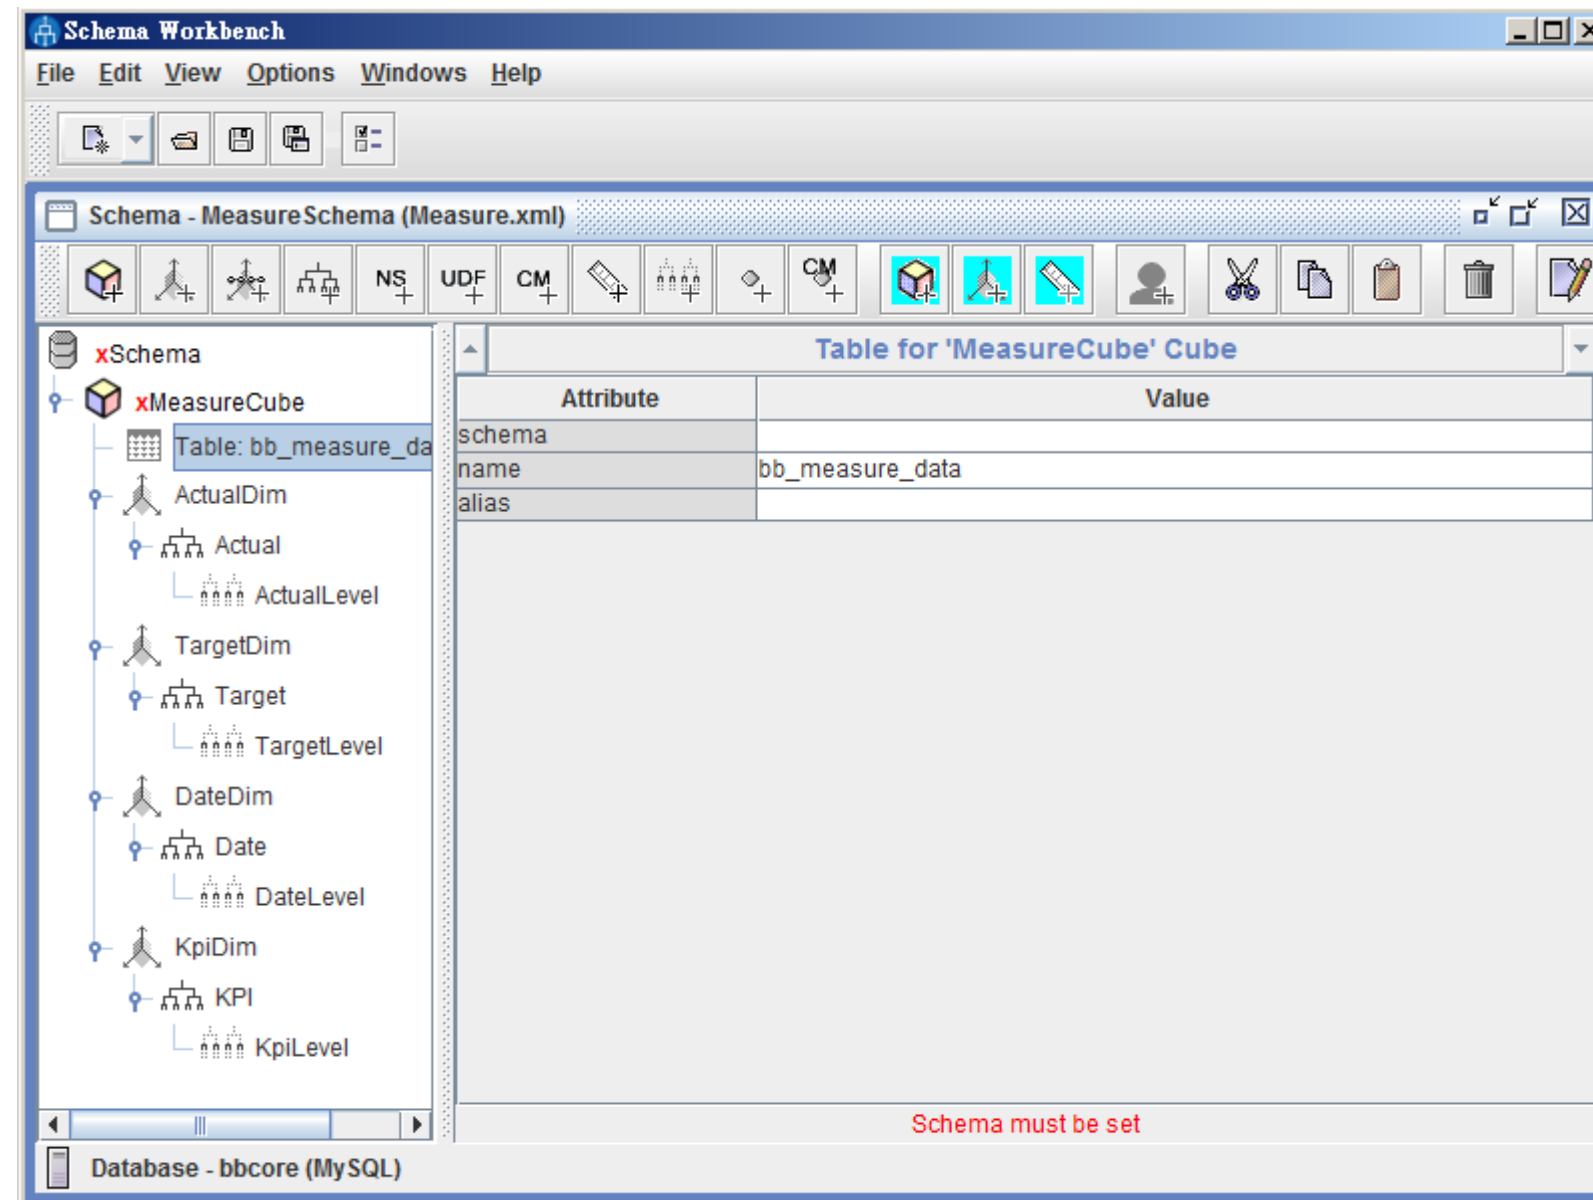 Schema Workbench
File Edit View Options Windows Help
Schema - MeasureSchema (Measure.xml)
NS UDF CM CM
xSchema
xMeasureCube
Table: bb_measure_da
ActualDim
Actual
ActualLevel
TargetDim
Target
TargetLevel
DateDim
Date
DateLevel
KpiDim
KPI
KpiLevel
Table for 'MeasureCube' Cube
Attribute Value
schema
name bb_measure_data
alias
Schema must be set
Database - bbcore (MySQL)